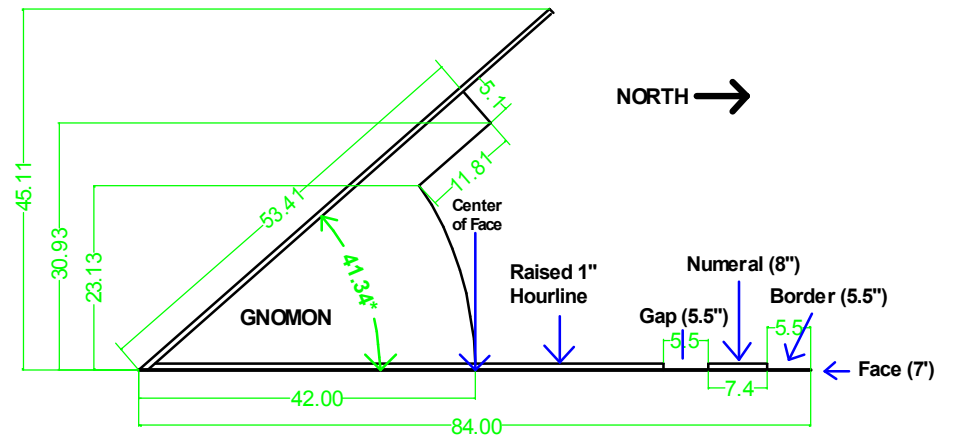 NORTH
5.1
11.81
53.41
45.11
30.93
23.13
41.34°
GNOMON
Center
of Face
Raised 1"
Hourline
Numeral (8")
Gap (5.5")
Border (5.5")
5.5
5.5
7.4
Face (7')
42.00
84.00